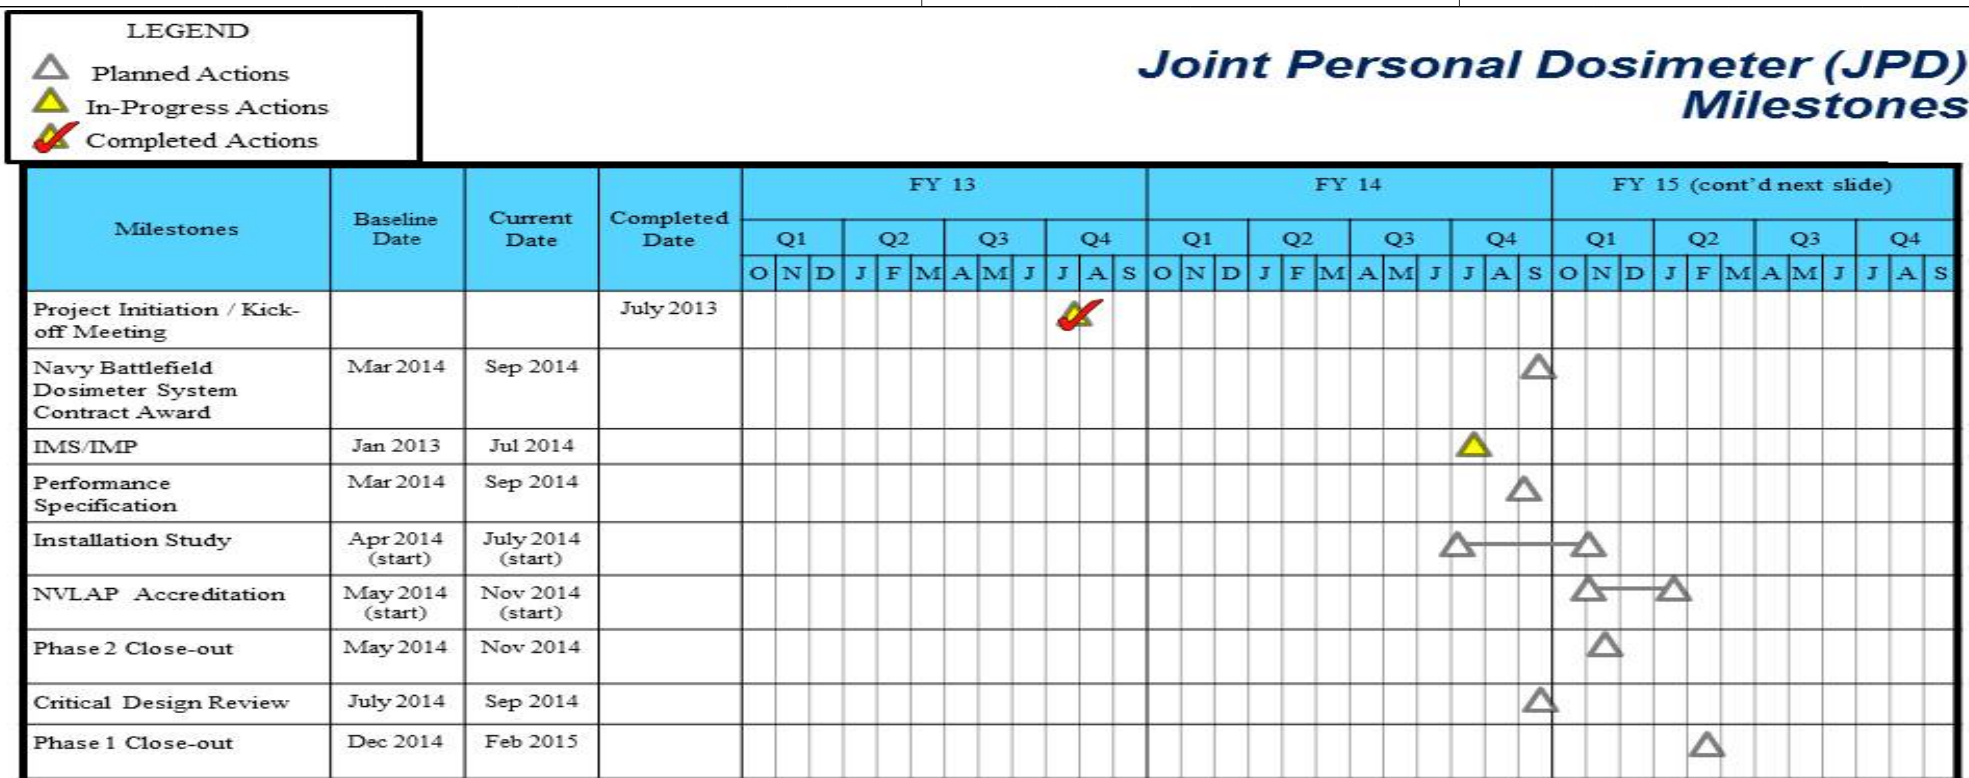 LEGEND
Planned Actions
In-Progress Actions
Completed Actions
Joint Personal Dosimeter (JPD)
Milestones
Milestones
Baseline
Date
Current
Date
Completed
Date
FY 13
FY 14
FY 15 (cont'd next slide)
Q1 Q2 Q3 Q4 Q1 Q2 Q3 Q4 Q1 Q2 Q3 Q4
O N D J F M A M J J A S O N D J F M A M J J A S O N D J F M A M J J A S
Project Initiation / Kick-
off Meeting
July 2013
Navy Battlefield
Dosimeter System
Contract Award
Mar 2014
Sep 2014
IMS/IMP
Jan 2013
Jul 2014
Performance
Specification
Mar 2014
Sep 2014
Installation Study
Apr 2014
(start)
July 2014
(start)
NVLAP Accreditation
May 2014
(start)
Nov 2014
(start)
Phase 2 Close-out
May 2014
Nov 2014
Critical Design Review
July 2014
Sep 2014
Phase 1 Close-out
Dec 2014
Feb 2015